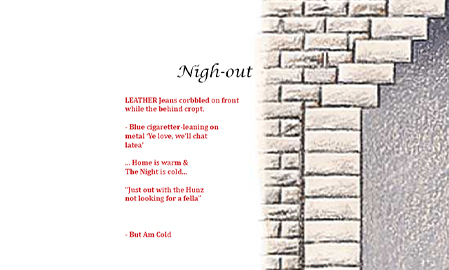 Nigh-out
LEATHER Jeans corbbled on front
while the behind cropt.
- Blue cigaretter-leaning on
metal 'Ye love, we'll chat
latea'
... Home is warm &
The Night is cold...
"Just out with the Hunz
not looking for a fella"
- But Am Cold